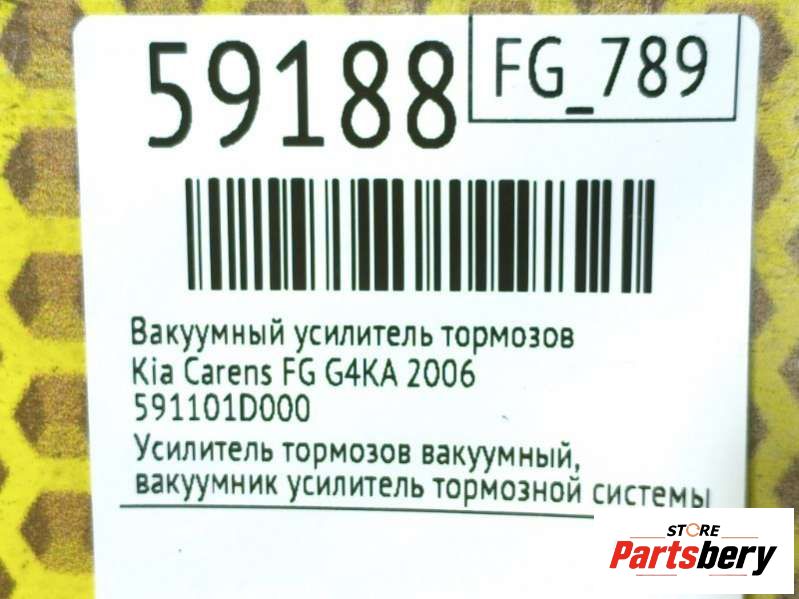 59188
FG_789
Вакуумный усилитель тормозов
Kia Carens FG G4KA 2006
591101D000
Усилитель тормозов вакуумный,
вакуумник усилитель тормозной системы
STORE
Partsbery